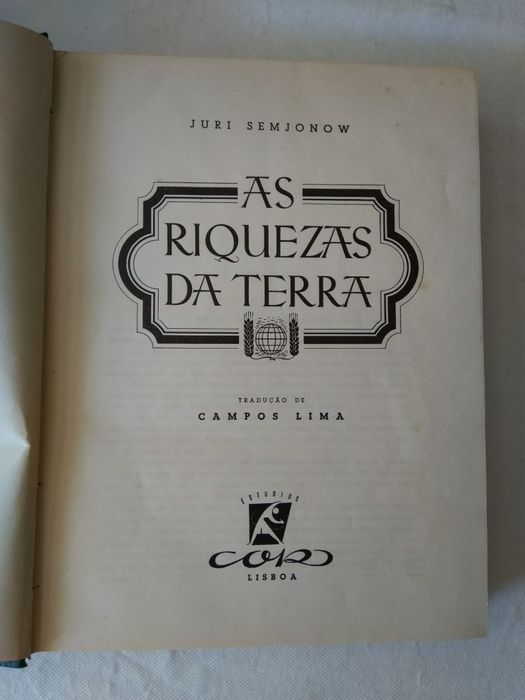 JURI SEMJONOW
AS
RIQUEZAS
DA TERRA
TRADUÇÃO DE
CAMPOS LIMA
ESTUDIOS
COR
LISBOA